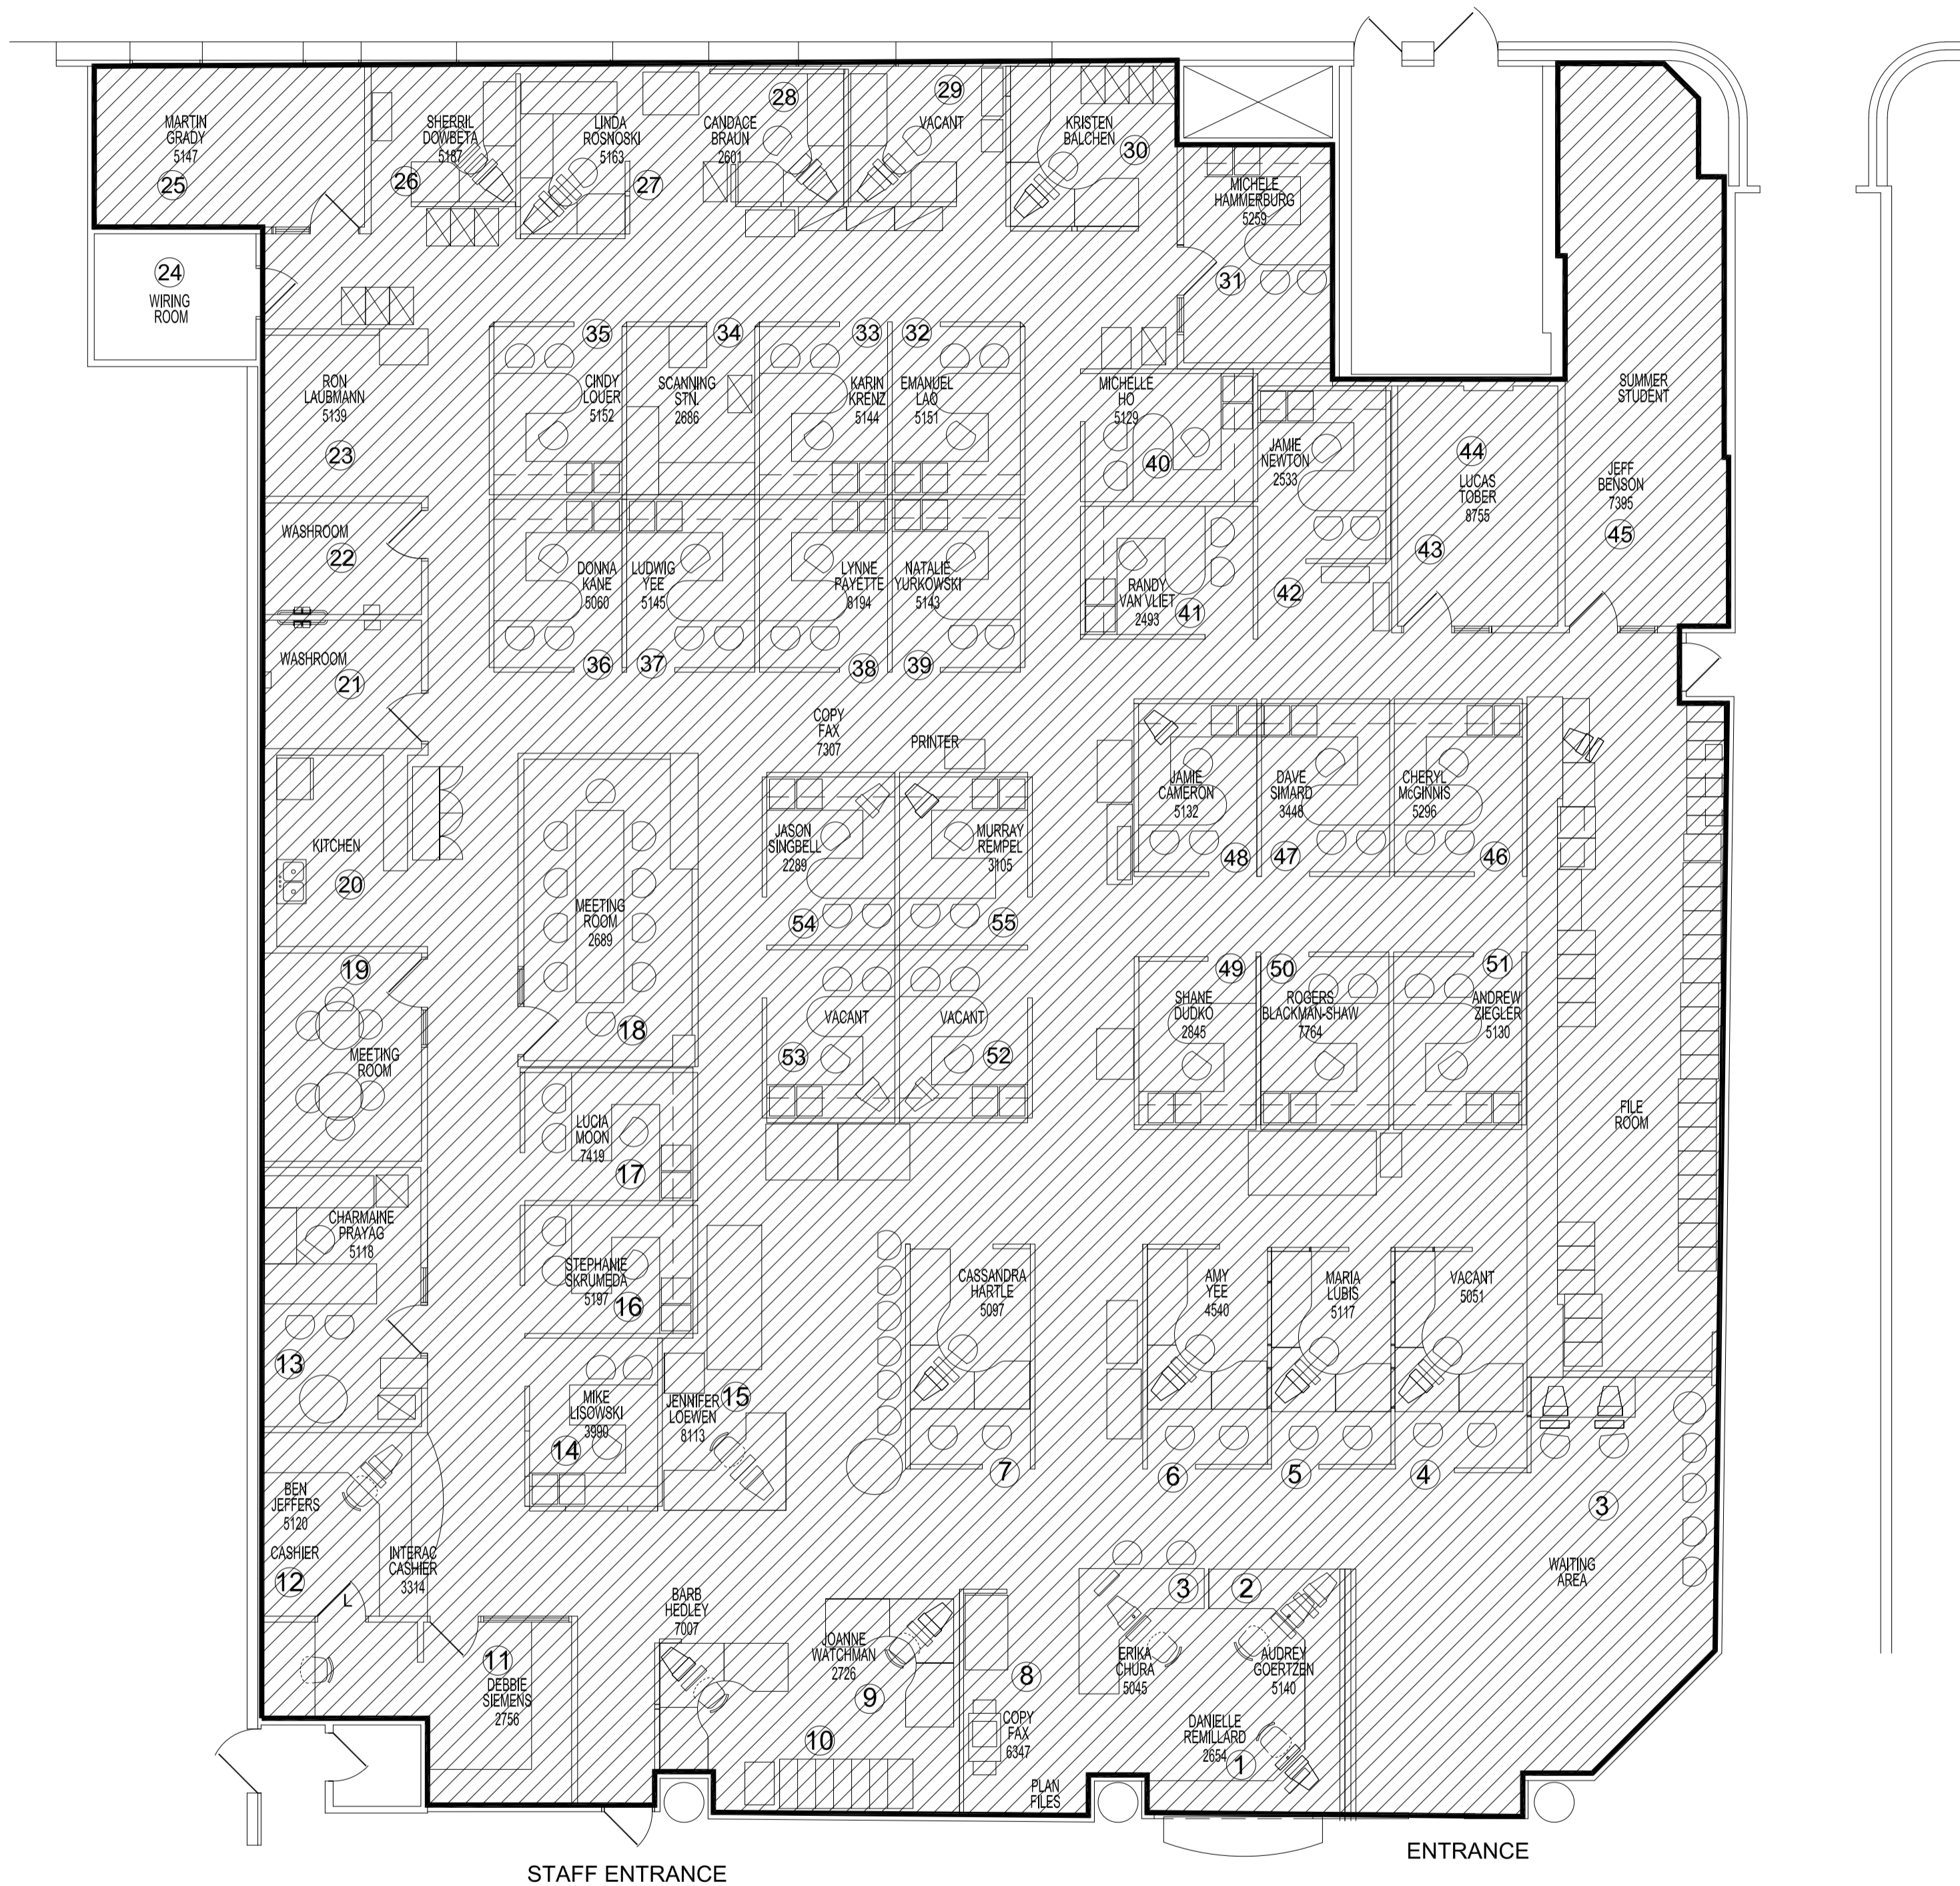 MARTIN
GRADY
5147
25
SHERRIL
DOWBETA
5187
26
LINDA
ROSNOSKI
5163
27
CANDACE
BRAUN
2601
28
VACANT
29
KRISTEN
BALCHEN
30
MICHELE
HAMMERBURG
5259
31
24
WIRING
ROOM
RON
LAUBMANN
5139
23
CINDY
LOUER
5152
35
SCANNING
STN.
2686
34
KARIN
KRENZ
5144
33
EMANUEL
LAO
5151
32
MICHELLE
HO
5129
40
JAMIE
NEWTON
2533
42
44
LUCAS
TOBER
8755
43
SUMMER
STUDENT
JEFF
BENSON
7395
45
WASHROOM
22
DONNA
KANE
5060
36
LUDWIG
YEE
5145
37
LYNNE
PAYETTE
8194
38
NATALIE
YURKOWSKI
5143
39
RANDY
VAN VLIET
2493
41
WASHROOM
21
COPY
FAX
7307
PRINTER
KITCHEN
20
MEETING
ROOM
2689
18
JASON
SINGBELL
2289
54
MURRAY
REMPEL
3105
55
JAMIE
CAMERON
5132
48
DAVE
SIMARD
3448
47
CHERYL
McGINNIS
5296
46
19
MEETING
ROOM
VACANT
53
VACANT
52
SHANE
DUDKO
2845
49
50
ROGERS
BLACKMAN-SHAW
7764
51
ANDREW
ZIEGLER
5130
FILE
ROOM
LUCIA
MOON
7419
17
CHARMAINE
PRAYAG
5118
13
STEPHANIE
SKRUMEDA
5197
16
CASSANDRA
HARTLE
5097
7
AMY
YEE
4540
6
MARIA
LUBIS
5117
5
VACANT
5051
4
MIKE
LISOWSKI
3990
14
JENNIFER
LOEWEN
8113
15
3
WAITING
AREA
BEN
JEFFERS
5120
CASHIER
12
INTERAC
CASHIER
3314
L
BARB
HEDLEY
7007
JOANNE
WATCHMAN
2726
9
10
8
COPY
FAX
6347
PLAN
FILES
3
ERIKA
CHURA
5045
2
AUDREY
GOERTZEN
5140
DANIELLE
REMILLARD
2654
1
11
DEBBIE
SIEMENS
2756
STAFF ENTRANCE
ENTRANCE